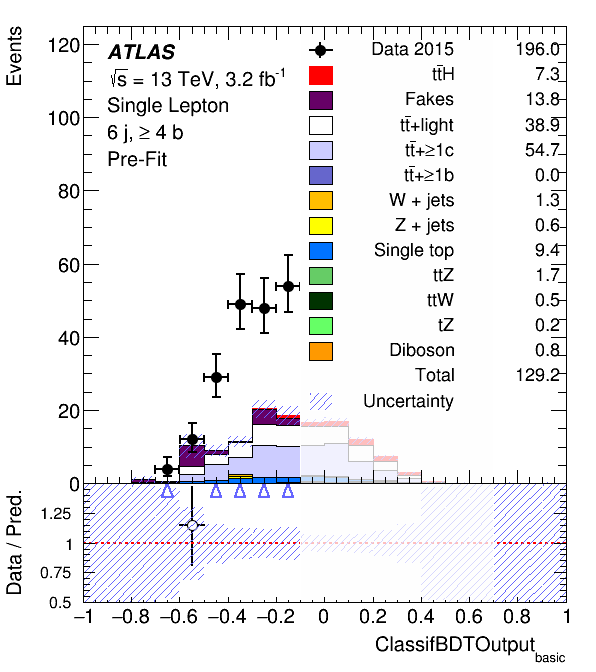 Events
120
100
80
60
40
20
0
ATLAS
√s = 13 TeV, 3.2 fb⁻¹
Single Lepton
6 j, ≥ 4 b
Pre-Fit
Data 2015 196.0
tt̄H 7.3
Fakes 13.8
tt̄+light 38.9
tt̄+≥1c 54.7
tt̄+≥1b 0.0
W + jets 1.3
Z + jets 0.6
Single top 9.4
ttZ 1.7
ttW 0.5
tZ 0.2
Diboson 0.8
Total 129.2
Uncertainty
Data / Pred.
1.25
1
0.75
0.5
−1 −0.8 −0.6 −0.4 −0.2 0 0.2 0.4 0.6 0.8 1
ClassifBDTOutput basic